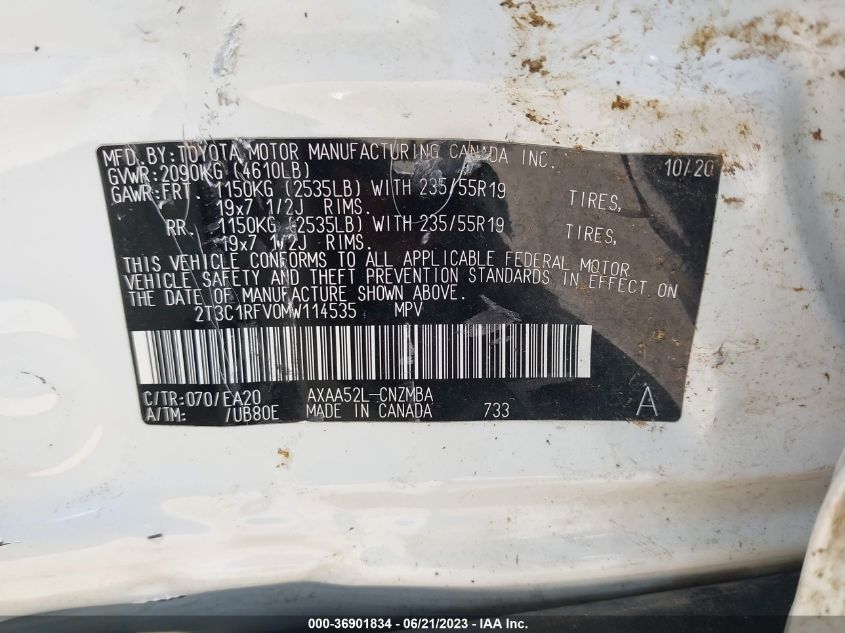 MFD. BY: TOYOTA MOTOR MANUFACTURING CANADA INC. 10/20
GVWR: 2090KG (4610LB)
GAWR: FRT. 1150KG (2535LB) WITH 235/55R19 TIRES,
19x7 1/2J RIMS.
RR. 1150KG (2535LB) WITH 235/55R19 TIRES,
19x7 1/2J RIMS.
THIS VEHICLE CONFORMS TO ALL APPLICABLE FEDERAL MOTOR
VEHICLE SAFETY AND THEFT PREVENTION STANDARDS IN EFFECT ON
THE DATE OF MANUFACTURE SHOWN ABOVE.
2T3C1RFV0MW114535 MPV
C/TR: 070/EA20 AXAA52L-CNZMBA
A/TM: /UB80E MADE IN CANADA 733 A
000-36901834 - 06/21/2023 - IAA Inc.